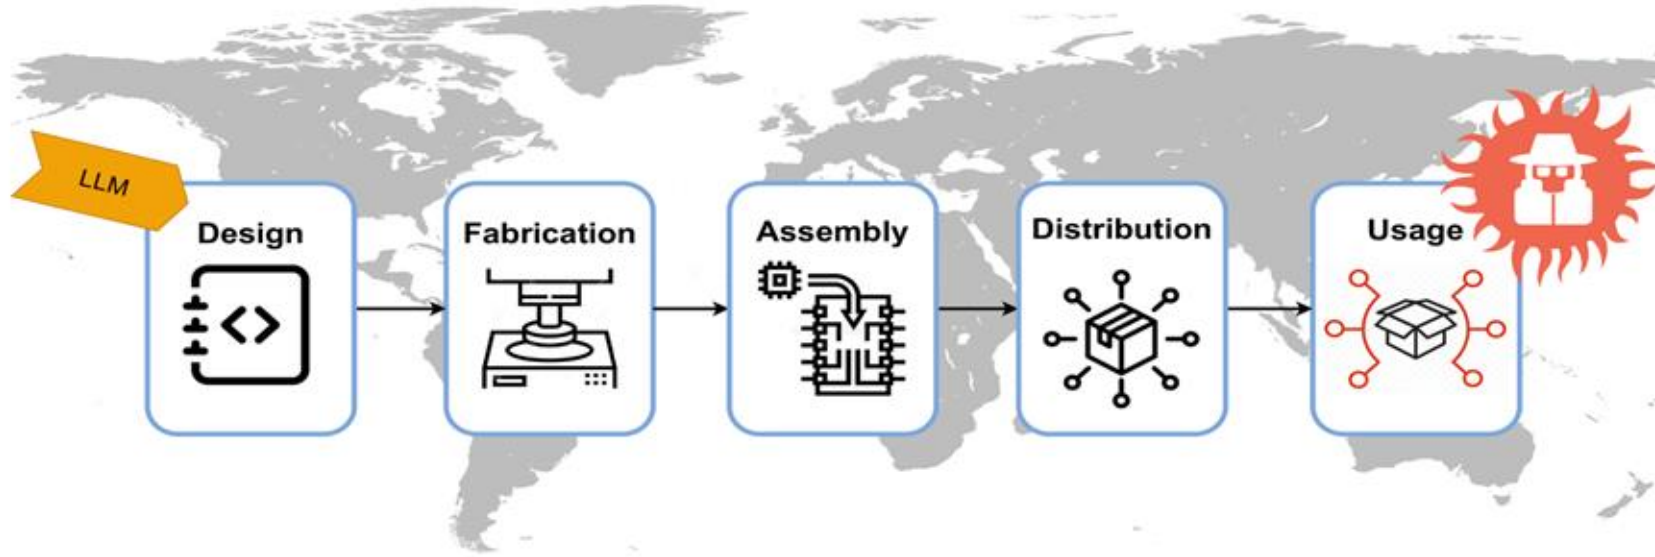 LLM
Design
Fabrication
Assembly
Distribution
Usage